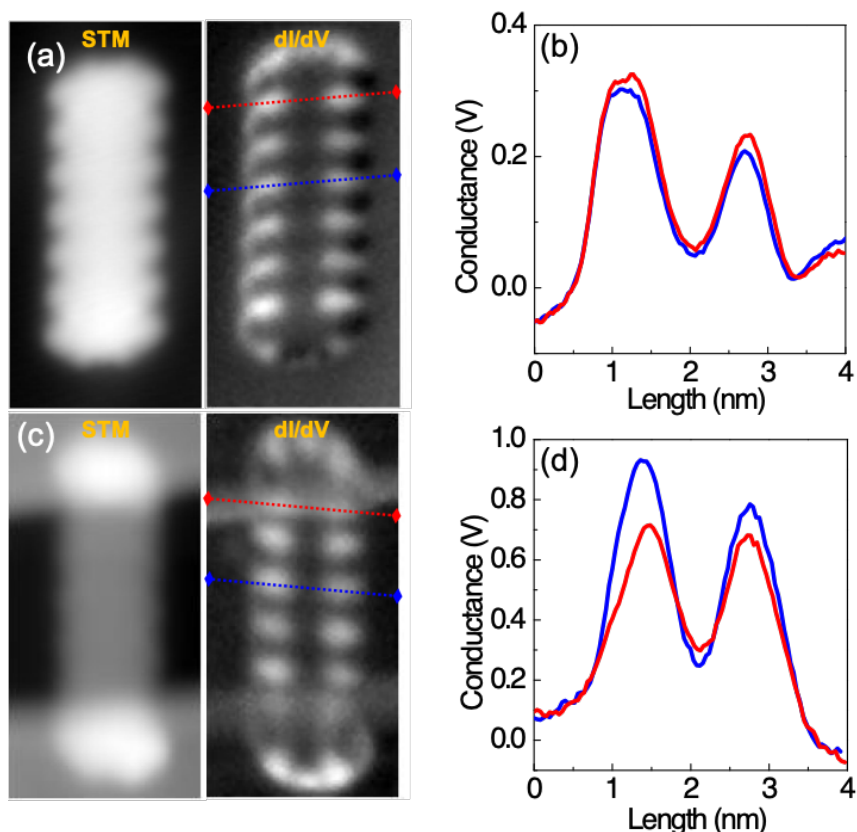 (a)
STM
dI/dV
(b)
0.4
0.2
0.0
Conductance (V)
0
1
2
3
4
Length (nm)
(c)
STM
dI/dV
(d)
1.0
0.8
0.6
0.4
0.2
0.0
Conductance (V)
0
1
2
3
4
Length (nm)